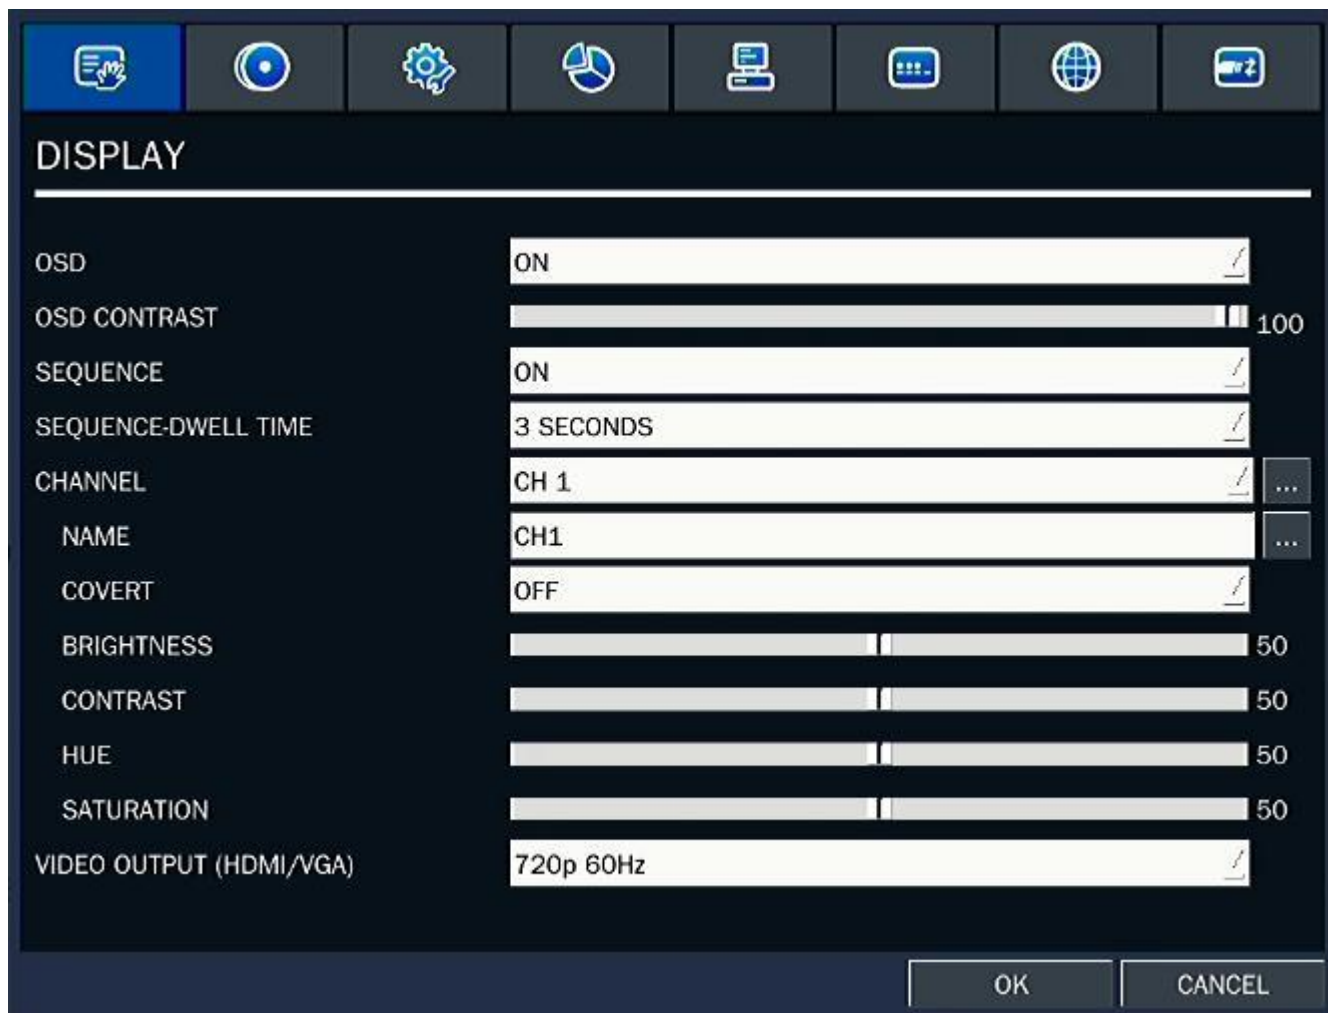 DISPLAY
OSD ON
OSD CONTRAST 100
SEQUENCE ON
SEQUENCE-DWELL TIME 3 SECONDS
CHANNEL CH 1 ...
NAME CH1 ...
COVERT OFF
BRIGHTNESS 50
CONTRAST 50
HUE 50
SATURATION 50
VIDEO OUTPUT (HDMI/VGA) 720p 60Hz
OK CANCEL